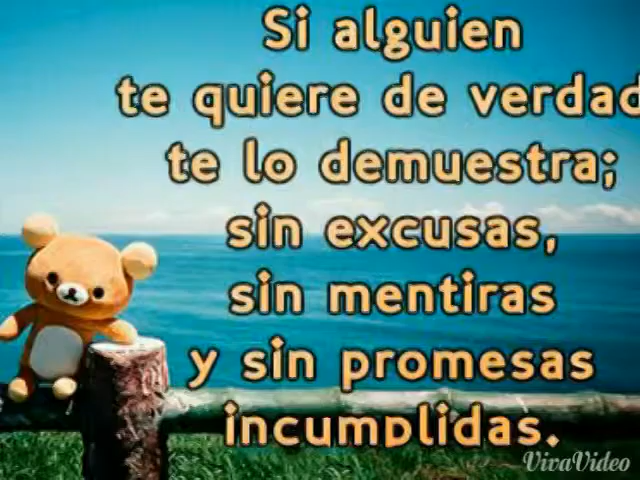 Si alguien
te quiere de verdad
te lo demuestra;
sin excusas,
sin mentiras
y sin promesas
incumplidas.
VivaVideo